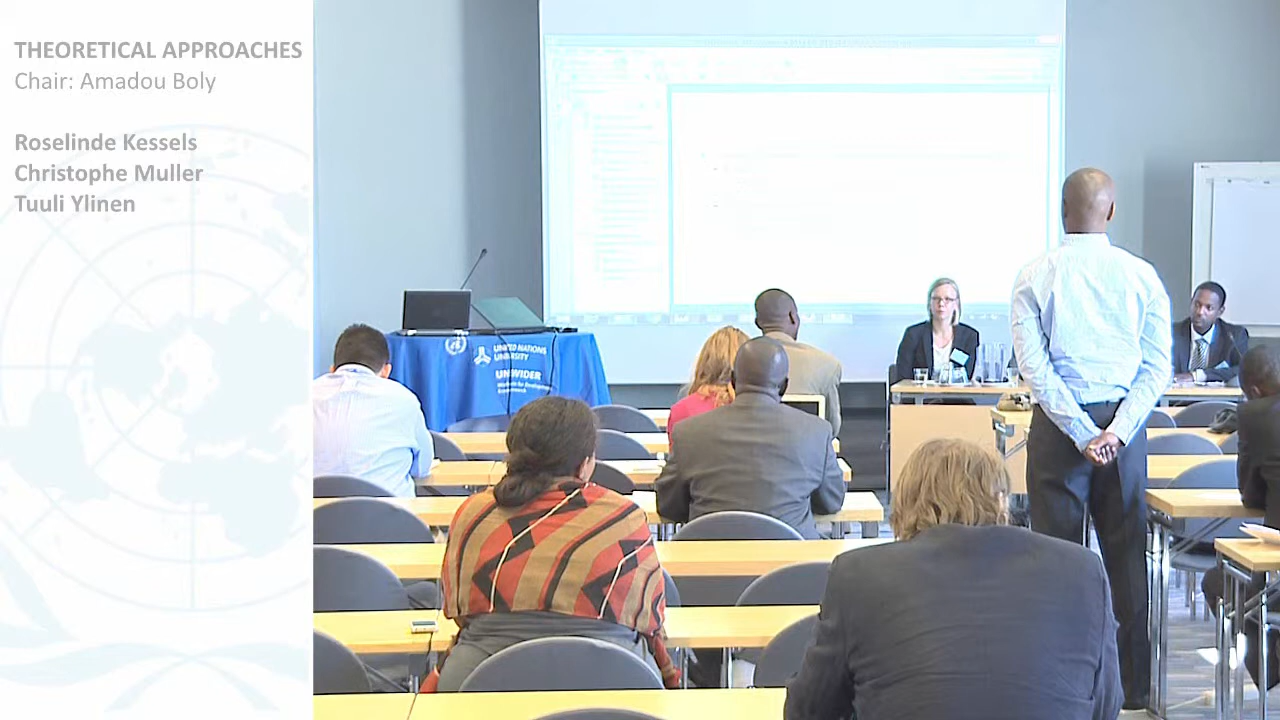 THEORETICAL APPROACHES
Chair: Amadou Boly
Roselinde Kessels
Christophe Muller
Tuuli Ylinen
UNITED NATIONS
UNIVERSITY
UNU-WIDER